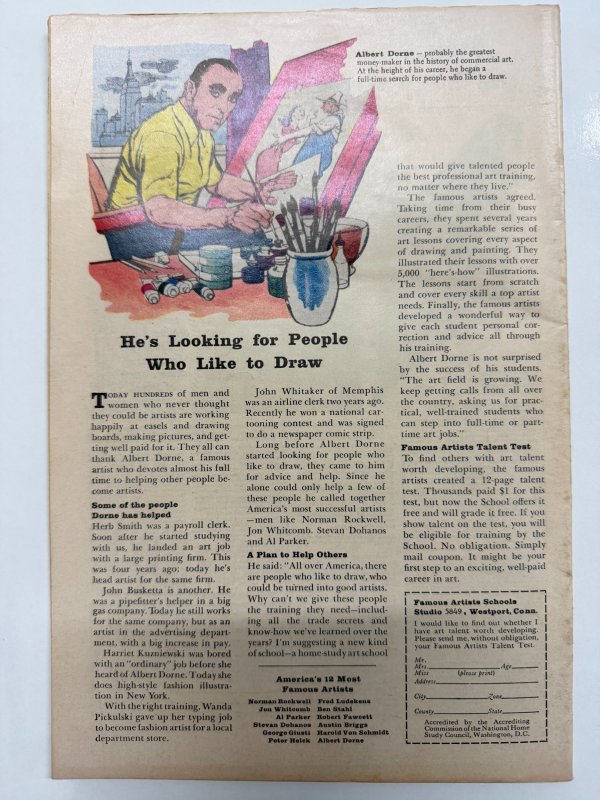 Albert Dorne – probably the greatest
money-maker in the history of commercial art.
At the height of his career, he began a
full-time search for people who like to draw.
He's Looking for People
Who Like to Draw
TODAY HUNDREDS of men and
women who never thought
they could be artists are working
happily at easels and drawing
boards, making pictures, and get-
ting well paid for it. They all can
thank Albert Dorne, a famous
artist who devotes almost his full
time to helping other people be-
come artists.
Some of the people
Dorne has helped
Herb Smith was a payroll clerk.
Soon after he started studying
with us, he landed an art job
with a large printing firm. This
was four years ago; today he's
head artist for the same firm.
John Busketta is another. He
was a pipefitter's helper in a big
gas company. Today he still works
for the same company, but as an
artist in the advertising depart-
ment, with a big increase in pay.
Harriet Kuzniewski was bored
with an "ordinary" job before she
heard of Albert Dorne. Today she
does high-style fashion illustra-
tion in New York.
With the right training, Wanda
Pickulski gave up her typing job
to become fashion artist for a local
department store.
John Whitaker of Memphis
was an airline clerk two years ago.
Recently he won a national car-
tooning contest and was signed
to do a newspaper comic strip.
Long before Albert Dorne
started looking for people who
like to draw, they came to him
for advice and help. Since he
alone could only help a few of
these people he called together
America's most successful artists
—men like Norman Rockwell,
Jon Whitcomb, Stevan Dohanos
and Al Parker.
A Plan to Help Others
He said: "All over America, there
are people who like to draw, who
could be turned into good artists.
Why can't we give these people
the training they need—includ-
ing all the trade secrets and
know-how we've learned over the
years? I'm suggesting a new kind
of school—a home-study art school
America's 12 Most
Famous Artists
Norman Rockwell Fred Ludekens
Jon Whitcomb Ben Stahl
Al Parker Robert Fawcett
Stevan Dohanos Austin Briggs
George Giusti Harold Von Schmidt
Peter Helck Albert Dorne
that would give talented people
the best professional art training,
no matter where they live."
The famous artists agreed.
Taking time from their busy
careers, they spent several years
creating a remarkable series of
art lessons covering every aspect
of drawing and painting. They
illustrated their lessons with over
5,000 "here's-how" illustrations.
The lessons start from scratch
and cover every skill a top artist
needs. Finally, the famous artists
developed a wonderful way to
give each student personal cor-
rection and advice all through
his training.
Albert Dorne is not surprised
by the success of his students.
"The art field is growing. We
keep getting calls from all over
the country, asking us for prac-
tical, well-trained students who
can step into full-time or part-
time art jobs."
Famous Artists Talent Test
To find others with art talent
worth developing, the famous
artists created a 12-page talent
test. Thousands paid $1 for this
test, but now the School offers it
free and will grade it free. If you
show talent on the test, you will
be eligible for training by the
School. No obligation. Simply
mail coupon. It might be your
first step to an exciting, well-paid
career in art.
Famous Artists Schools
Studio 5849, Westport, Conn.
I would like to find out whether I
have art talent worth developing.
Please send me, without obligation,
your Famous Artists Talent Test.
Mr.
Mrs. Age
Miss (please print)
Address
City Zone
County State
Accredited by the Accrediting
Commission of the National Home
Study Council, Washington, D.C.